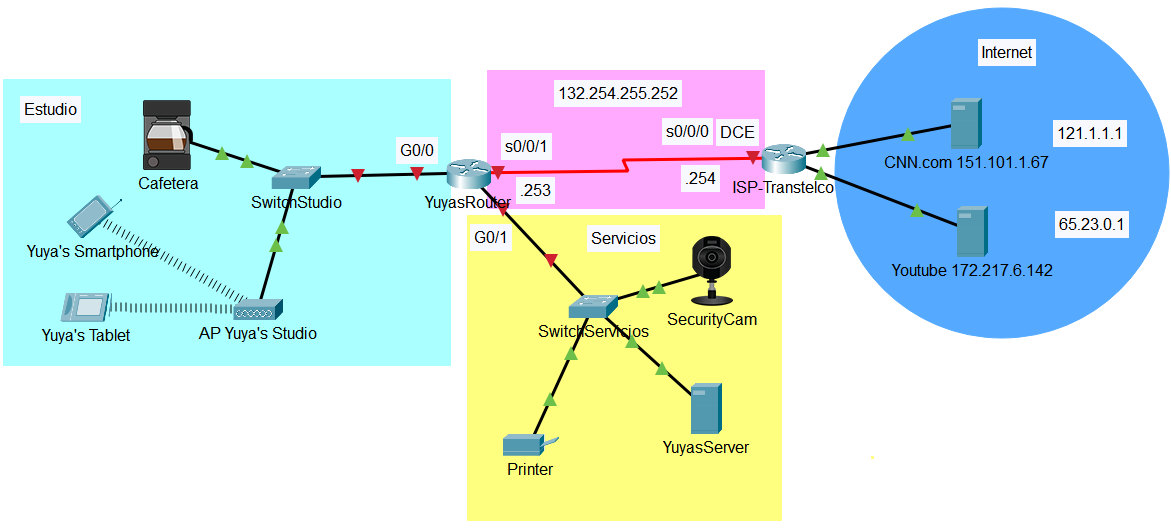 Estudio
Cafetera
SwitchStudio
Yuya's Smartphone
Yuya's Tablet
AP Yuya's Studio
G0/0
YuyasRouter
s0/0/1
.253
132.254.255.252
s0/0/0
DCE
.254
ISP-Transtelco
G0/1
Servicios
SecurityCam
SwitchServicios
YuyasServer
Printer
Internet
121.1.1.1
CNN.com 151.101.1.67
65.23.0.1
Youtube 172.217.6.142